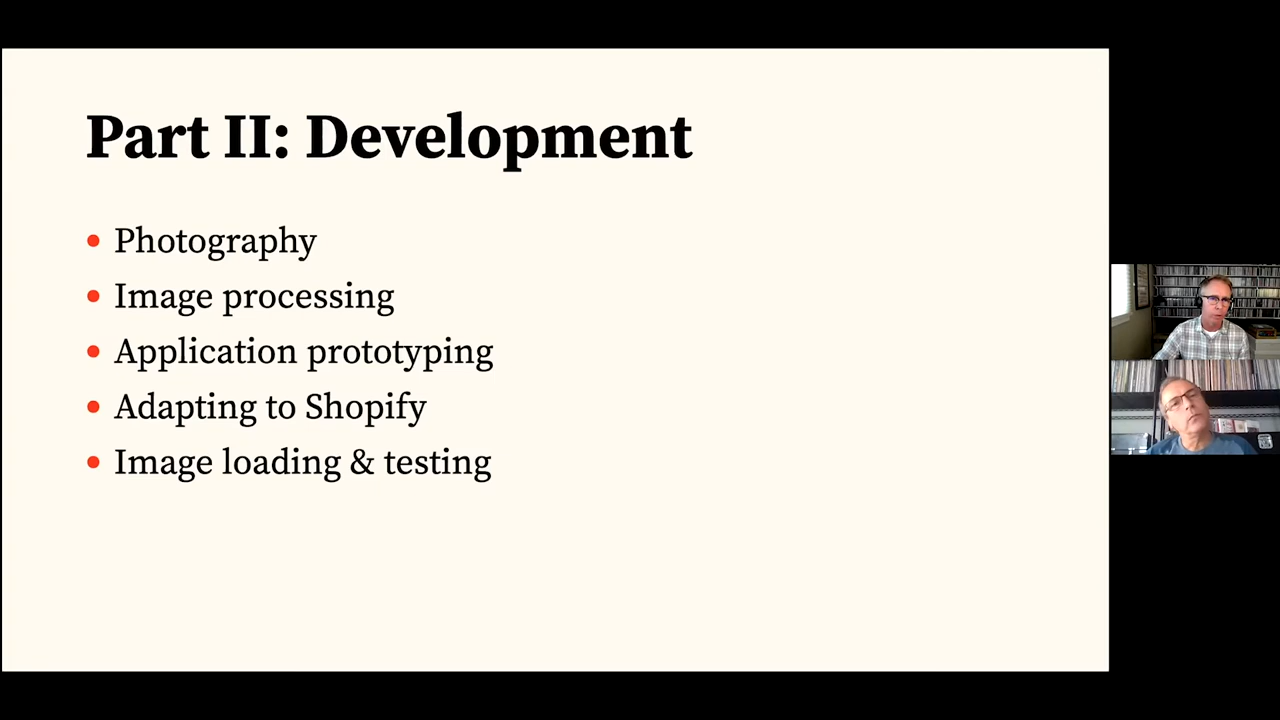 Part II: Development
• Photography
• Image processing
• Application prototyping
• Adapting to Shopify
• Image loading & testing